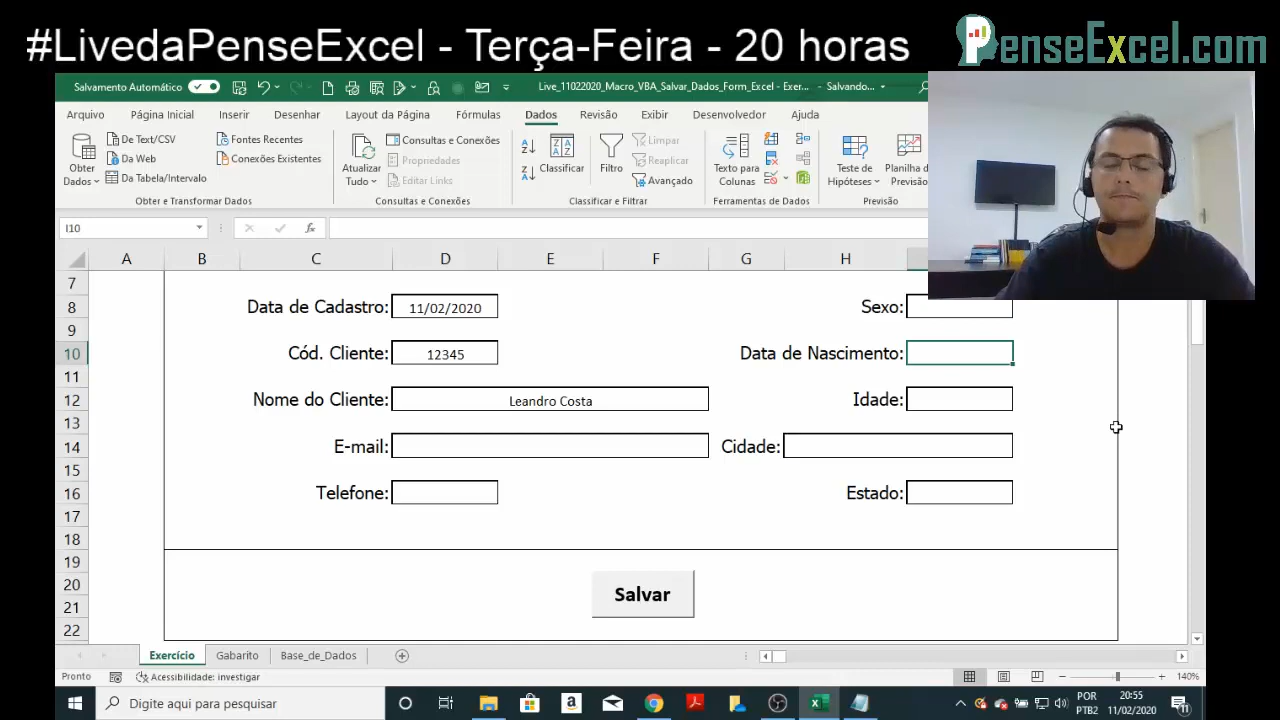 #LivedaPenseExcel - Terça-Feira - 20 horas
PenseExcel.com
Salvamento Automático
Live_11022020_Macro_VBA_Salvar_Dados_Form_Excel - Exer...
- Salvando...
Arquivo Página Inicial Inserir Desenhar Layout da Página Fórmulas Dados Revisão Exibir Desenvolvedor Ajuda
Obter Dados
De Text/CSV
Da Web
Da Tabela/Intervalo
Fontes Recentes
Conexões Existentes
Obter e Transformar Dados
Atualizar Tudo
Consultas e Conexões
Propriedades
Editar Links
Consultas e Conexões
Classificar
Filtro
Limpar
Reaplicar
Avançado
Classificar e Filtrar
Texto para Colunas
Ferramentas de Dados
Teste de Hipóteses
Planilha de Previsão
Previsão
I10
fx
A B C D E F G H
7
8 Data de Cadastro: 11/02/2020 Sexo:
9
10 Cód. Cliente: 12345 Data de Nascimento:
11
12 Nome do Cliente: Leandro Costa Idade:
13
14 E-mail: Cidade:
15
16 Telefone: Estado:
17
18
19
20 Salvar
21
22
Exercício Gabarito Base_de_Dados
Pronto Acessibilidade: investigar 140%
Digite aqui para pesquisar
POR
PTB2
20:55
11/02/2020
11